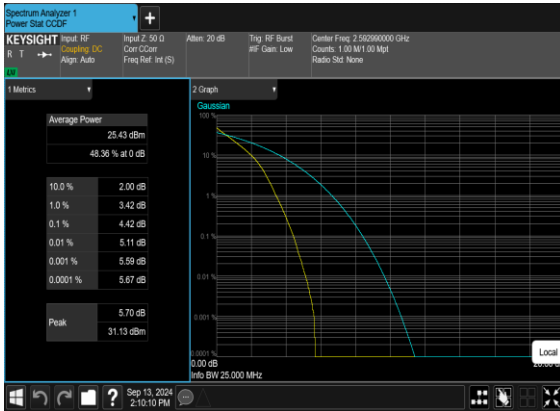 Spectrum Analyzer 1
Power Stat CCDF
KEYSIGHT
R T
Input: RF
Coupling: DC
Align: Auto
Input Z: 50 Ω
Corr CCorr
Freq Ref: Int (S)
Atten: 20 dB
Trig: RF Burst
#IF Gain: Low
Center Freq: 2.592990000 GHz
Counts: 1.00 M/1.00 Mpt
Radio Std: None
1 Metrics
Average Power
25.43 dBm
48.36 % at 0 dB
10.0 % 2.00 dB
1.0 % 3.42 dB
0.1 % 4.42 dB
0.01 % 5.11 dB
0.001 % 5.59 dB
0.0001 % 5.67 dB
Peak
5.70 dB
31.13 dBm
2 Graph
Gaussian
100 %
10 %
1 %
0.1 %
0.01 %
0.001 %
0.0001 %
0.00 dB
Info BW 25.000 MHz
Local
Sep 13, 2024
2:10:10 PM